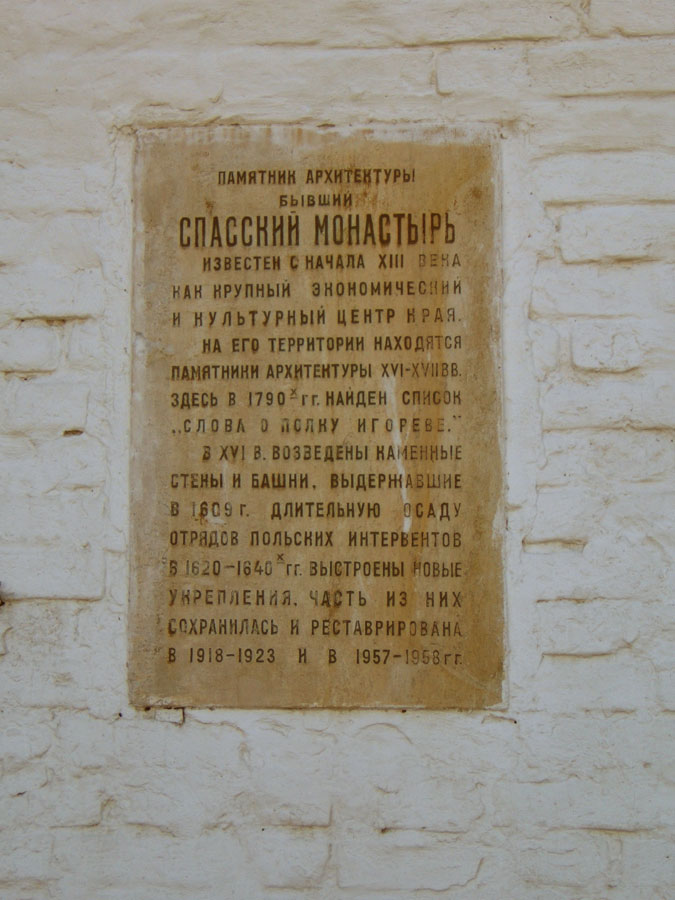 ПАМЯТНИК АРХИТЕКТУРЫ
БЫВШИЙ
СПАССКИЙ МОНАСТЫРЬ
ИЗВЕСТЕН С НАЧАЛА XIII ВЕКА
КАК КРУПНЫЙ ЭКОНОМИЧЕСКИЙ
И КУЛЬТУРНЫЙ ЦЕНТР КРАЯ.
НА ЕГО ТЕРРИТОРИИ НАХОДЯТСЯ
ПАМЯТНИКИ АРХИТЕКТУРЫ XVI-XVIIВВ.
ЗДЕСЬ В 1790х гг. НАЙДЕН СПИСОК
„СЛОВА О ПОЛКУ ИГОРЕВЕ."
В XVI В. ВОЗВЕДЕНЫ КАМЕННЫЕ
СТЕНЫ И БАШНИ, ВЫДЕРЖАВШИЕ
В 1609 г. ДЛИТЕЛЬНУЮ ОСАДУ
ОТРЯДОВ ПОЛЬСКИХ ИНТЕРВЕНТОВ
В 1620-1640х гг. ВЫСТРОЕНЫ НОВЫЕ
УКРЕПЛЕНИЯ. ЧАСТЬ ИЗ НИХ
СОХРАНИЛАСЬ И РЕСТАВРИРОВАНА
В 1918-1923 И В 1957-1958 гг.